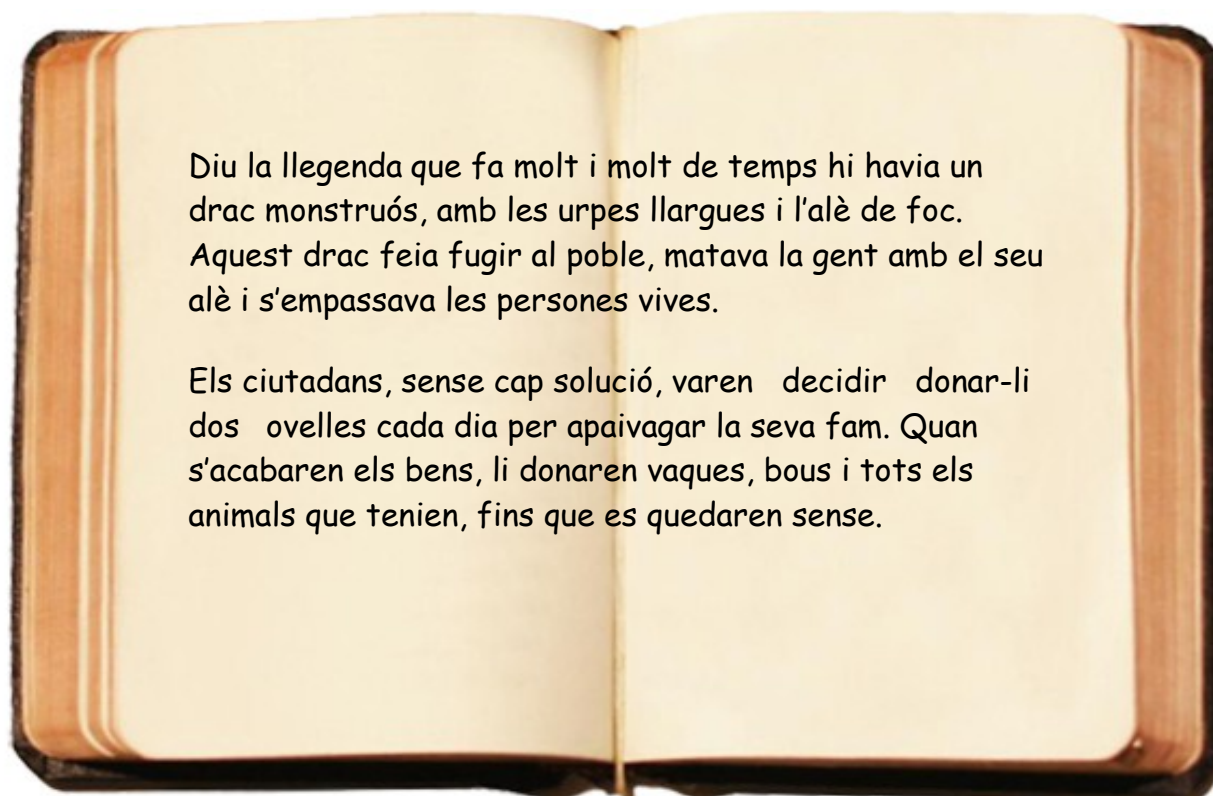 Diu la llegenda que fa molt i molt de temps hi havia un
drac monstruós, amb les urpes llargues i l'alè de foc.
Aquest drac feia fugir al poble, matava la gent amb el seu
alè i s'empassava les persones vives.
Els ciutadans, sense cap solució, varen decidir donar-li
dos ovelles cada dia per apaivagar la seva fam. Quan
s'acabaren els bens, li donaren vaques, bous i tots els
animals que tenien, fins que es quedaren sense.